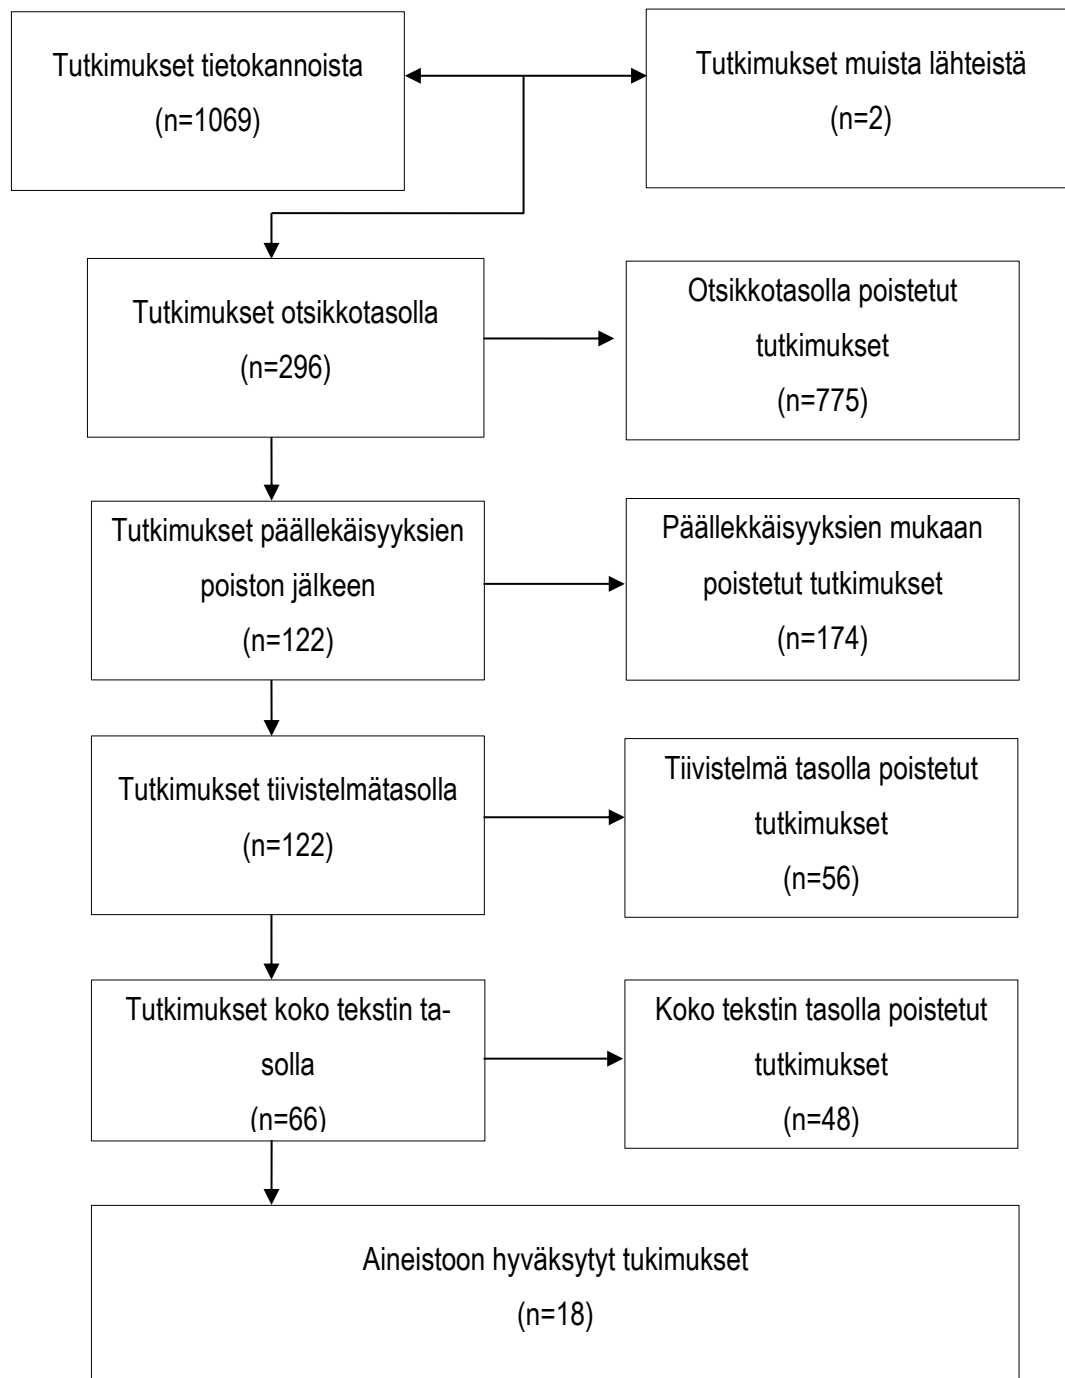 Tutkimukset tietokannoista
(n=1069)
Tutkimukset muista lähteistä
(n=2)
Tutkimukset otsikkotasolla
(n=296)
Otsikkotasolla poistetut
tutkimukset
(n=775)
Tutkimukset päällekäisyyksien
poiston jälkeen
(n=122)
Päällekkäisyyksien mukaan
poistetut tutkimukset
(n=174)
Tutkimukset tiivistelmätasolla
(n=122)
Tiivistelmä tasolla poistetut
tutkimukset
(n=56)
Tutkimukset koko tekstin ta-
solla
(n=66)
Koko tekstin tasolla poistetut
tutkimukset
(n=48)
Aineistoon hyväksytyt tukimukset
(n=18)